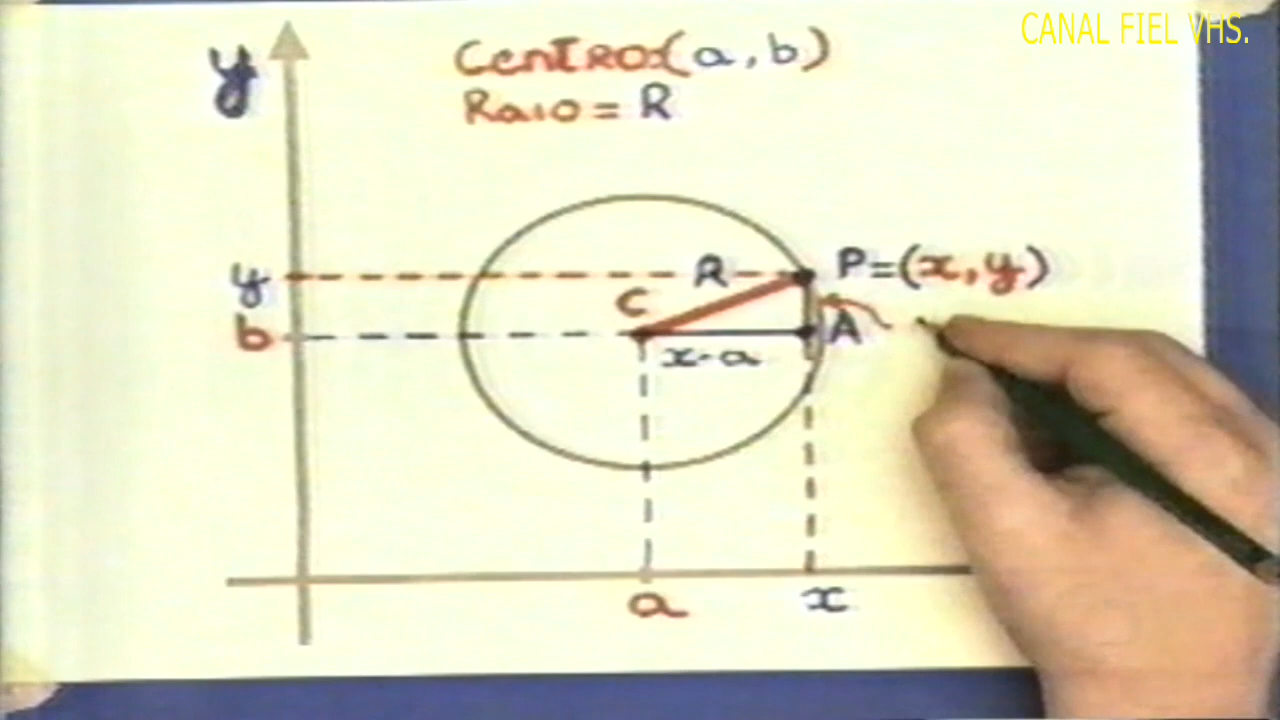 CANAL FIEL VHS.
y
CENTRO:(a,b)
RAIO = R
y
R
P=(x,y)
C
b
A
x-a
a
x